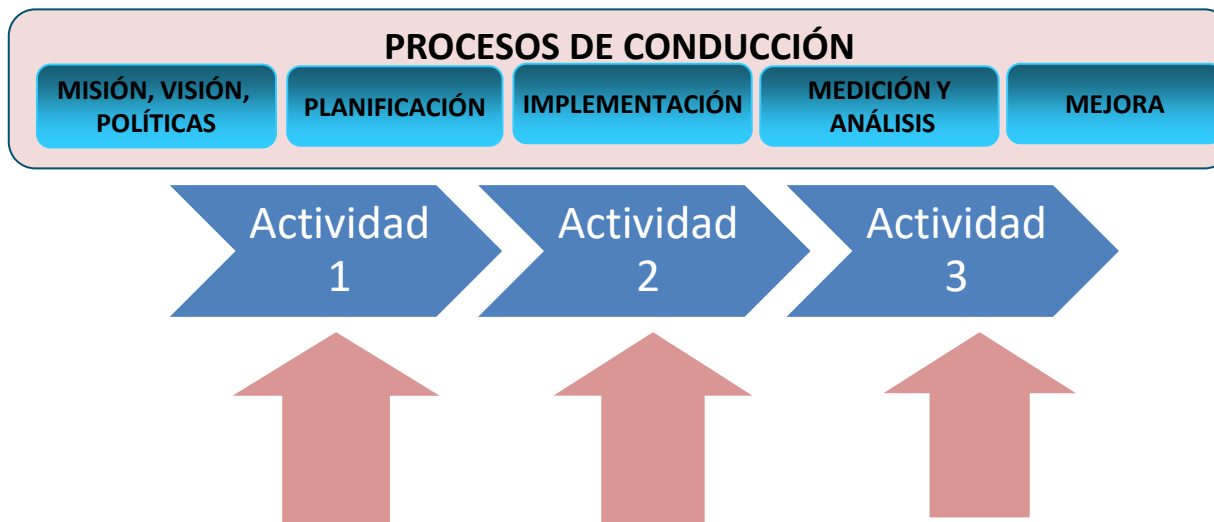 PROCESOS DE CONDUCCIÓN
MISIÓN, VISIÓN,
POLÍTICAS
PLANIFICACIÓN
IMPLEMENTACIÓN
MEDICIÓN Y
ANÁLISIS
MEJORA
Actividad
1
Actividad
2
Actividad
3